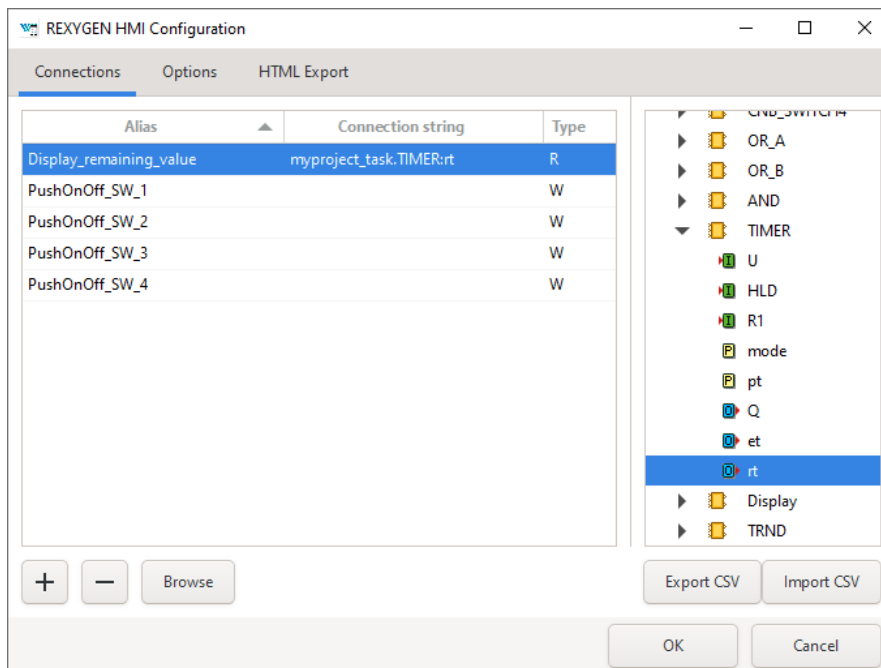 REXYGEN HMI Configuration
Connections Options HTML Export
Alias Connection string Type
Display_remaining_value myproject_task.TIMER:rt R
PushOnOff_SW_1 W
PushOnOff_SW_2 W
PushOnOff_SW_3 W
PushOnOff_SW_4 W
OR_A
OR_B
AND
TIMER
I U
I HLD
I R1
P mode
P pt
O Q
O et
O rt
Display
TRND
+ − Browse Export CSV Import CSV
OK Cancel